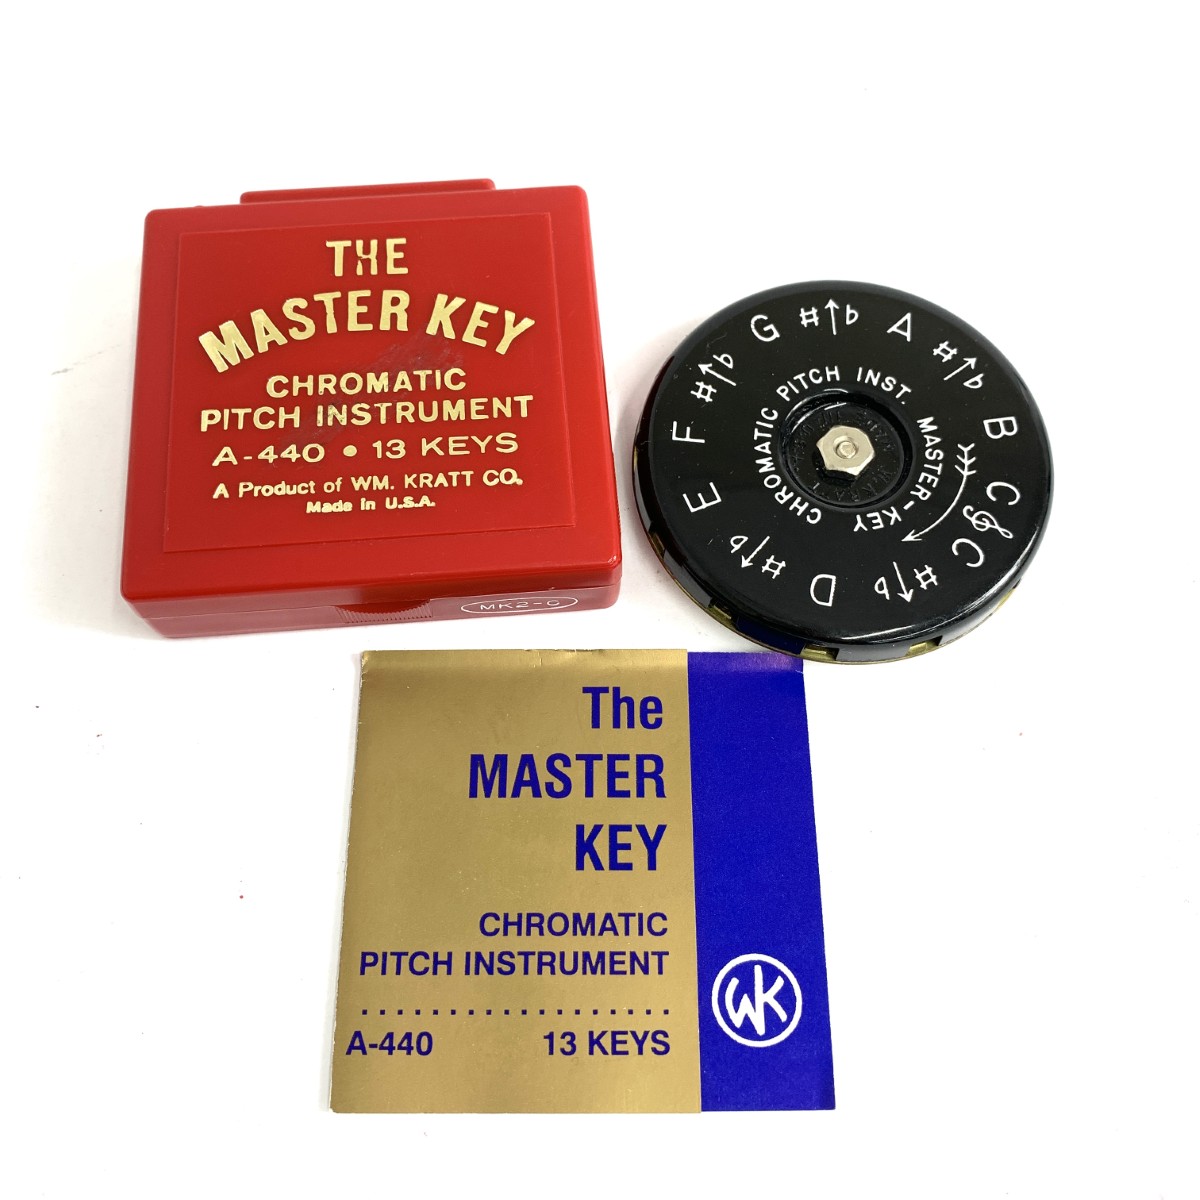 THE
MASTER KEY
CHROMATIC
PITCH INSTRUMENT
A-440 • 13 KEYS
A Product of WM. KRATT CO.
Made in U.S.A.
MK2-C
G ♯↑♭ A ♯↑♭ B C C ♯↑♭ D ♯↑♭ E F ♯↑♭
CHROMATIC PITCH INST.
MASTER-KEY
The
MASTER
KEY
CHROMATIC
PITCH INSTRUMENT
A-440 13 KEYS
WK